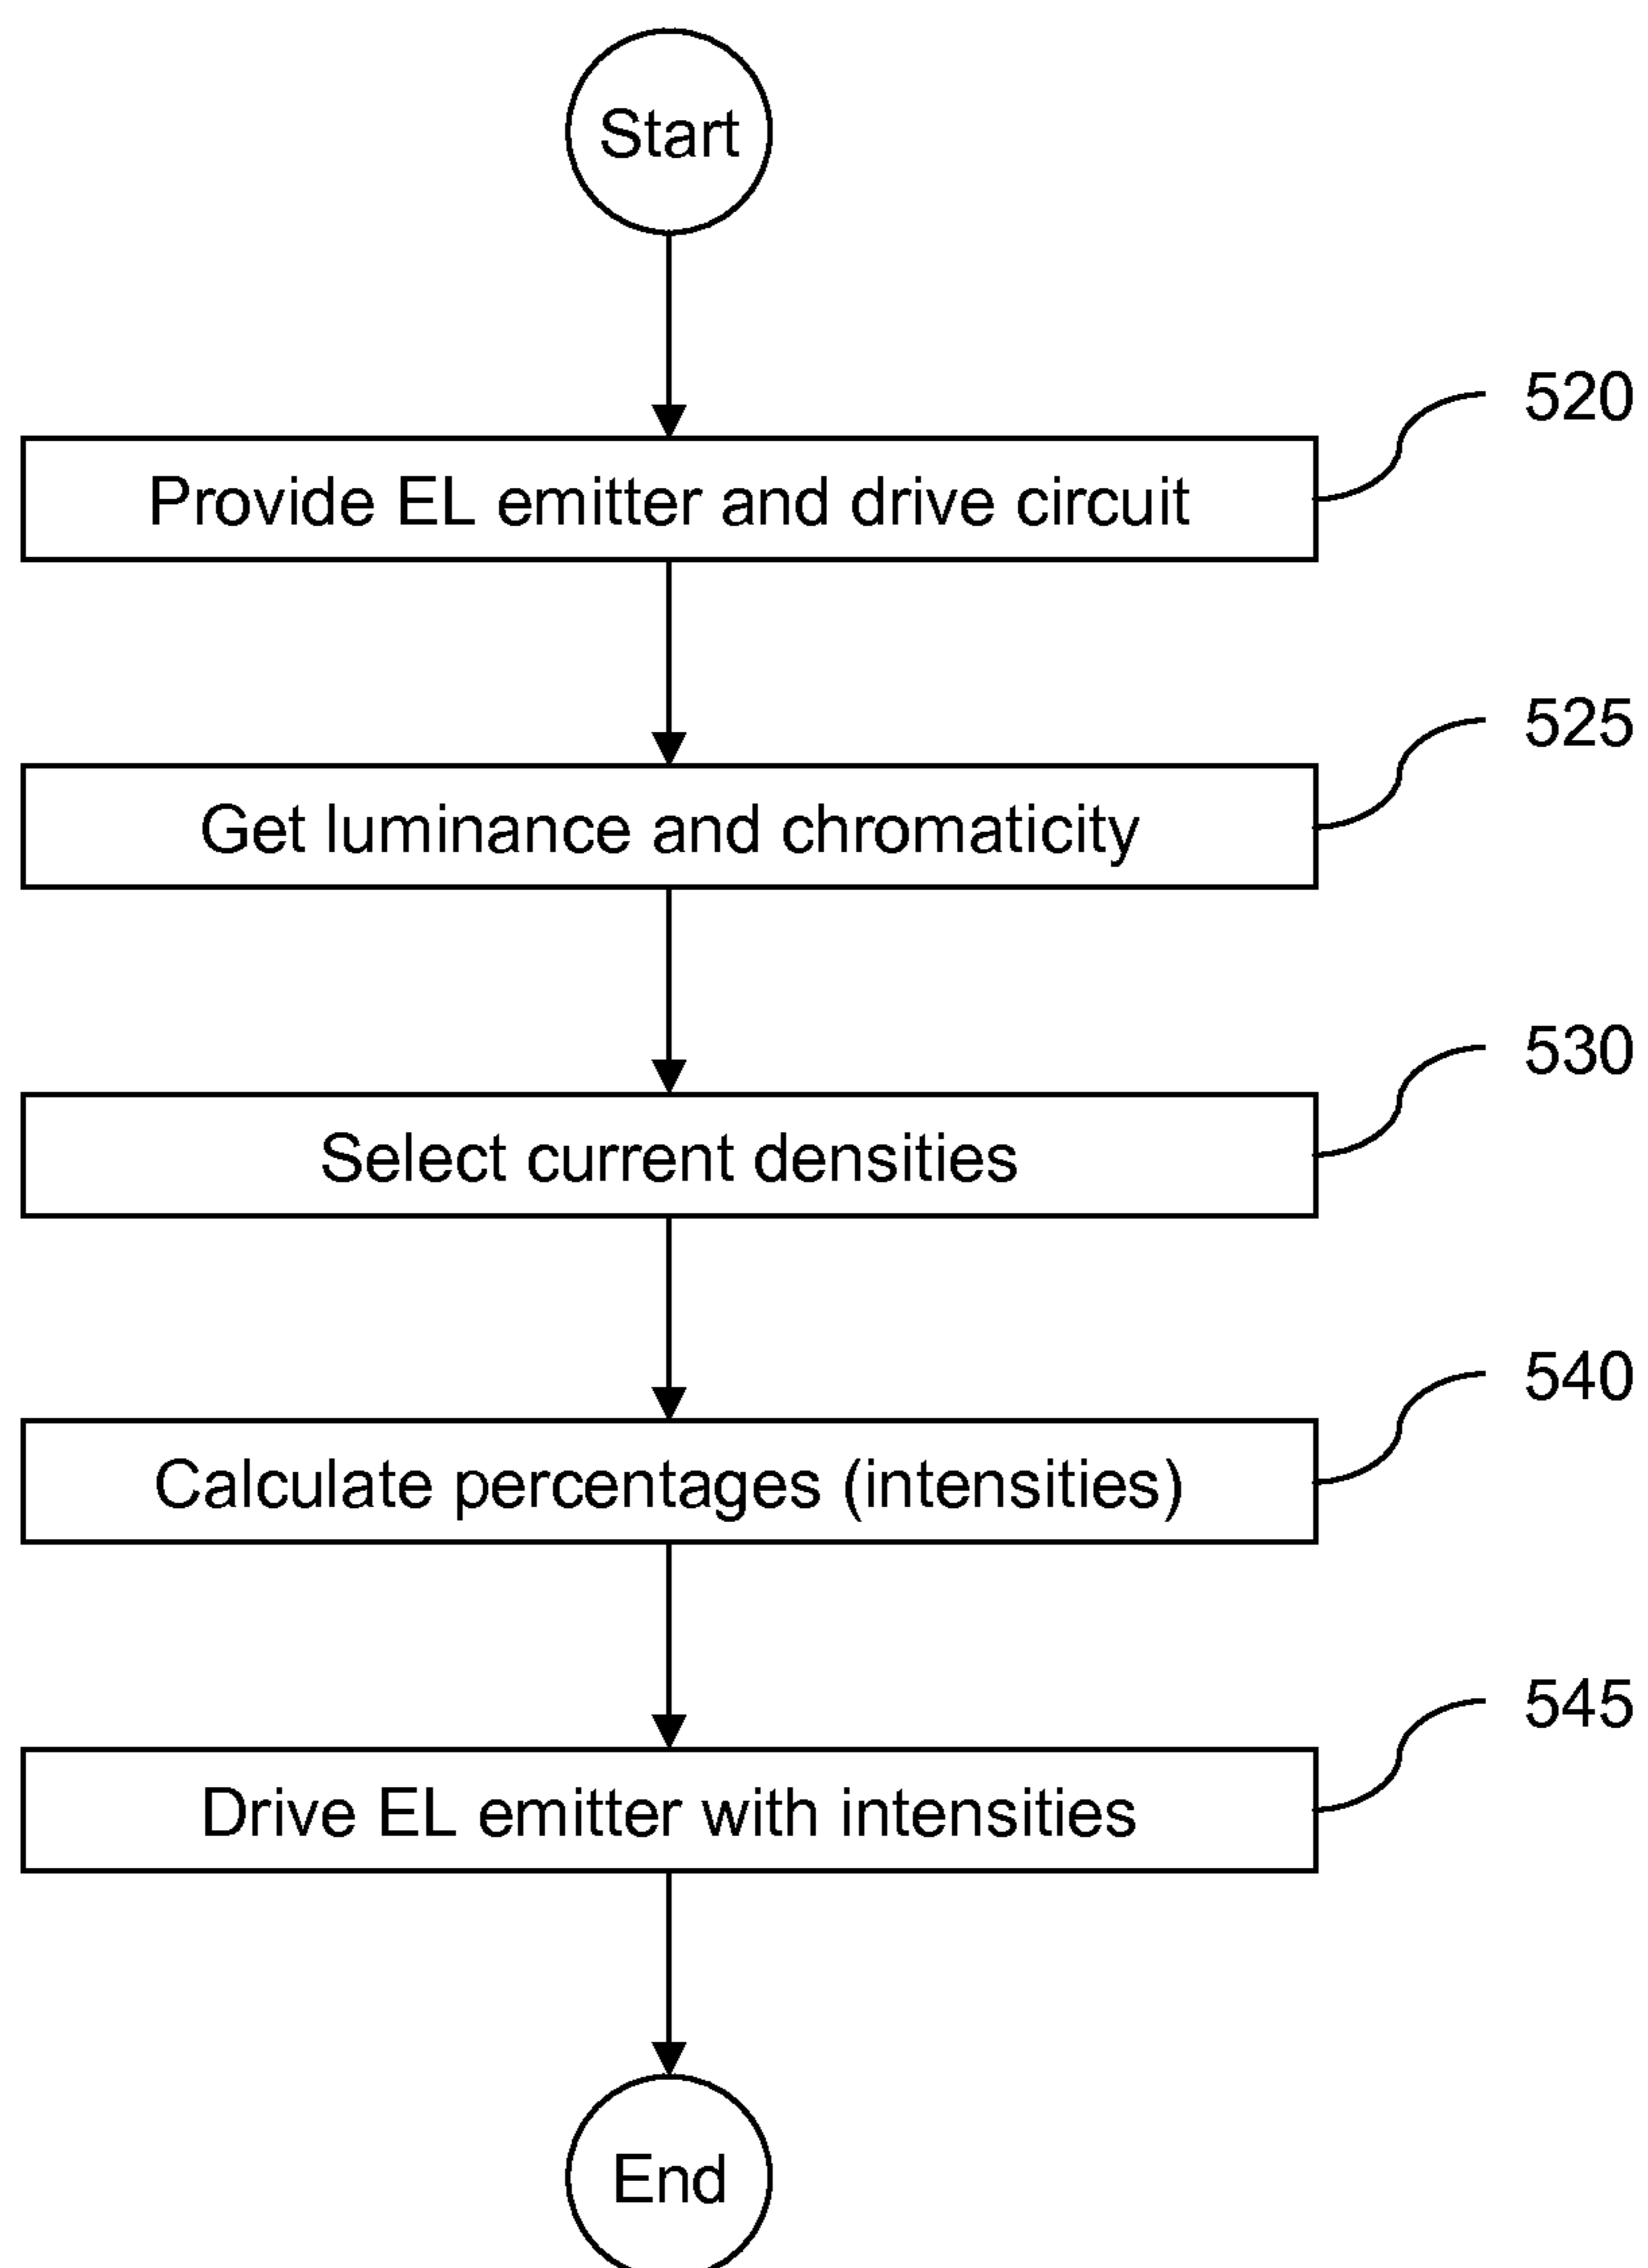 Start
520
Provide EL emitter and drive circuit
525
Get luminance and chromaticity
530
Select current densities
540
Calculate percentages (intensities)
545
Drive EL emitter with intensities
End